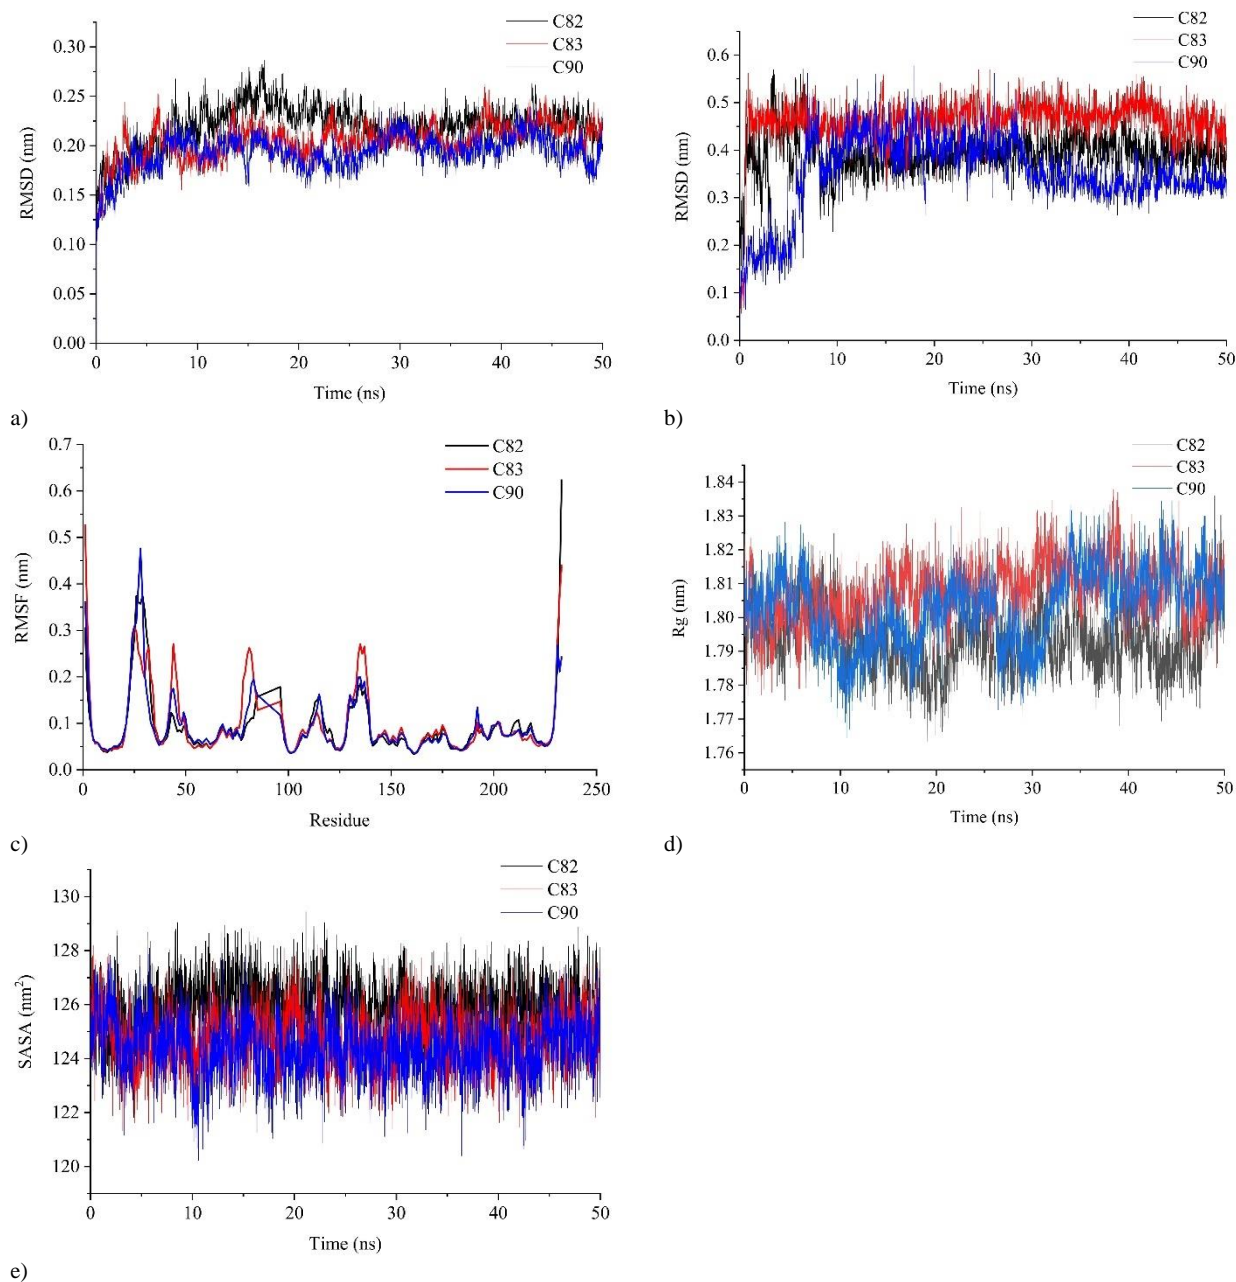 C82
C83
C90
0.30
0.25
0.20
0.15
0.10
0.05
0.00
RMSD (nm)
0 10 20 30 40 50
Time (ns)
a)
C82
C83
C90
0.6
0.5
0.4
0.3
0.2
0.1
0.0
RMSD (nm)
0 10 20 30 40 50
Time (ns)
b)
C82
C83
C90
0.7
0.6
0.5
0.4
0.3
0.2
0.1
0.0
RMSF (nm)
0 50 100 150 200 250
Residue
c)
C82
C83
C90
1.84
1.83
1.82
1.81
1.80
1.79
1.78
1.77
1.76
Rg (nm)
0 10 20 30 40 50
Time (ns)
d)
C82
C83
C90
130
128
126
124
122
120
SASA (nm²)
0 10 20 30 40 50
Time (ns)
e)